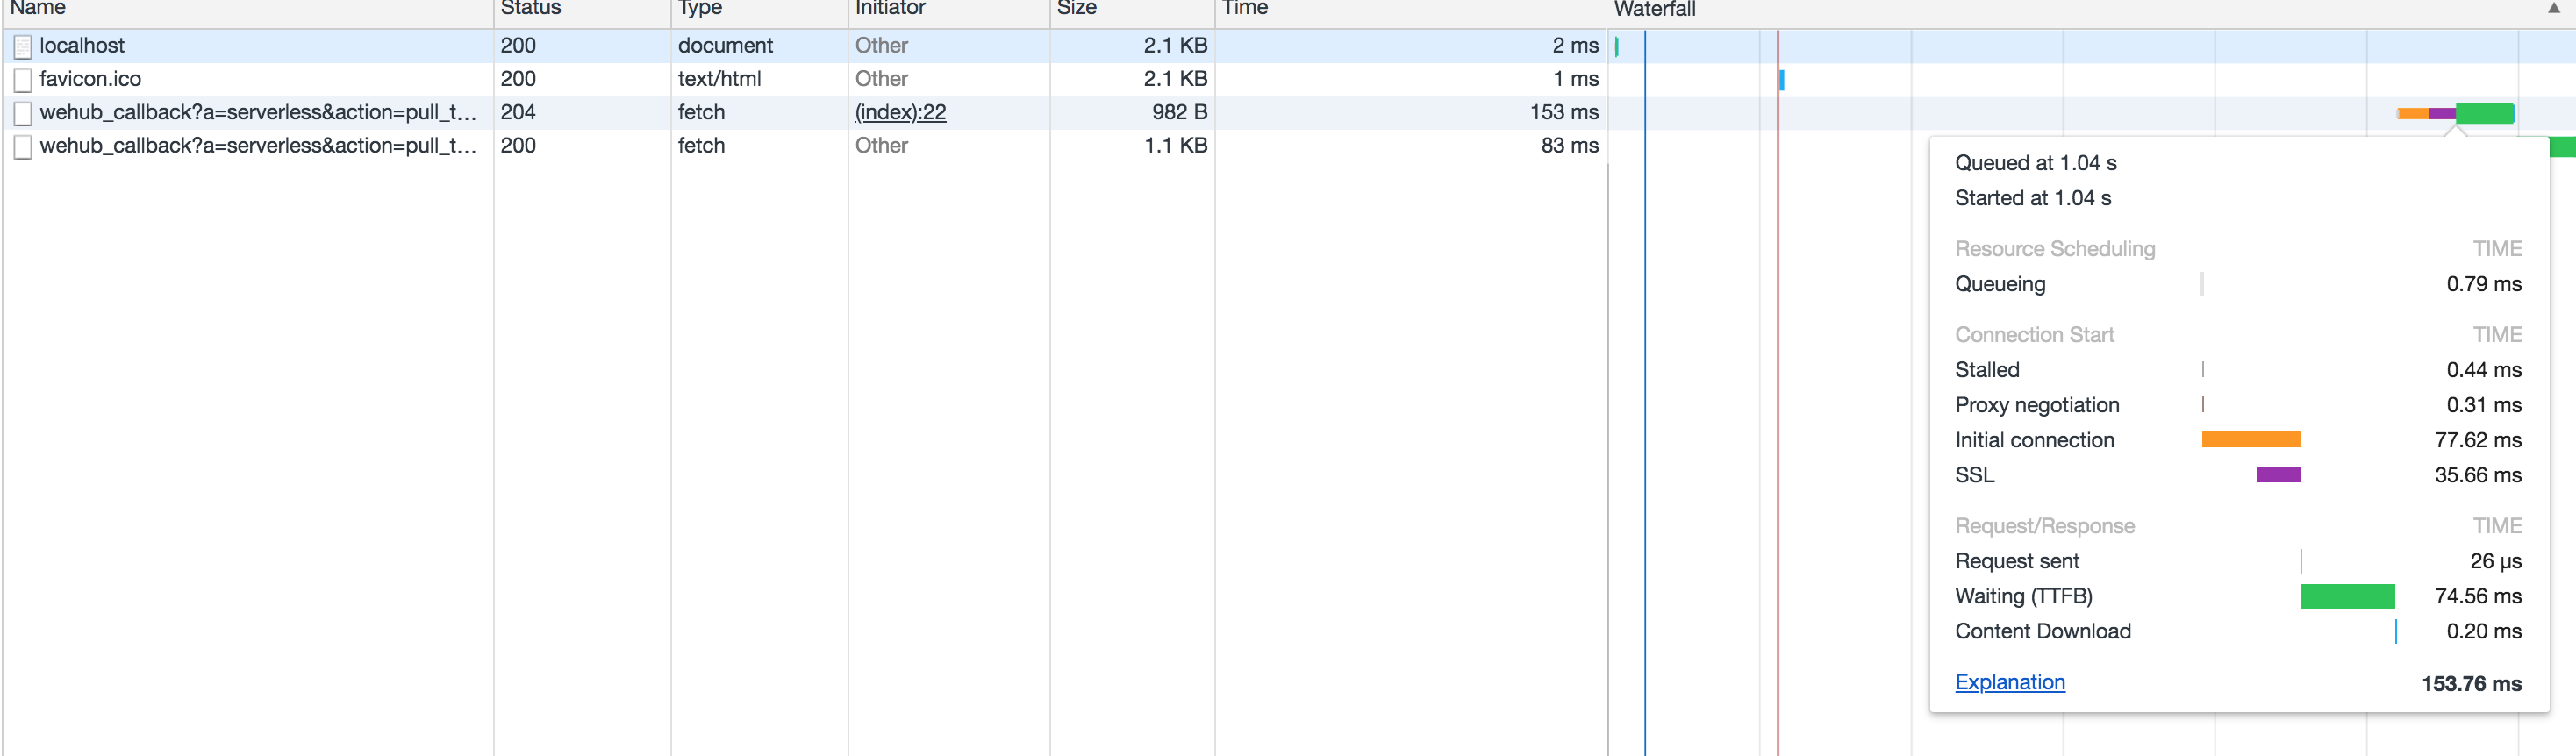 Name Status Type Initiator Size Time Waterfall ▲
localhost 200 document Other 2.1 KB 2 ms
favicon.ico 200 text/html Other 2.1 KB 1 ms
wehub_callback?a=serverless&action=pull_t... 204 fetch (index):22 982 B 153 ms
wehub_callback?a=serverless&action=pull_t... 200 fetch Other 1.1 KB 83 ms
Queued at 1.04 s
Started at 1.04 s
Resource Scheduling TIME
Queueing 0.79 ms
Connection Start TIME
Stalled 0.44 ms
Proxy negotiation 0.31 ms
Initial connection 77.62 ms
SSL 35.66 ms
Request/Response TIME
Request sent 26 µs
Waiting (TTFB) 74.56 ms
Content Download 0.20 ms
Explanation 153.76 ms